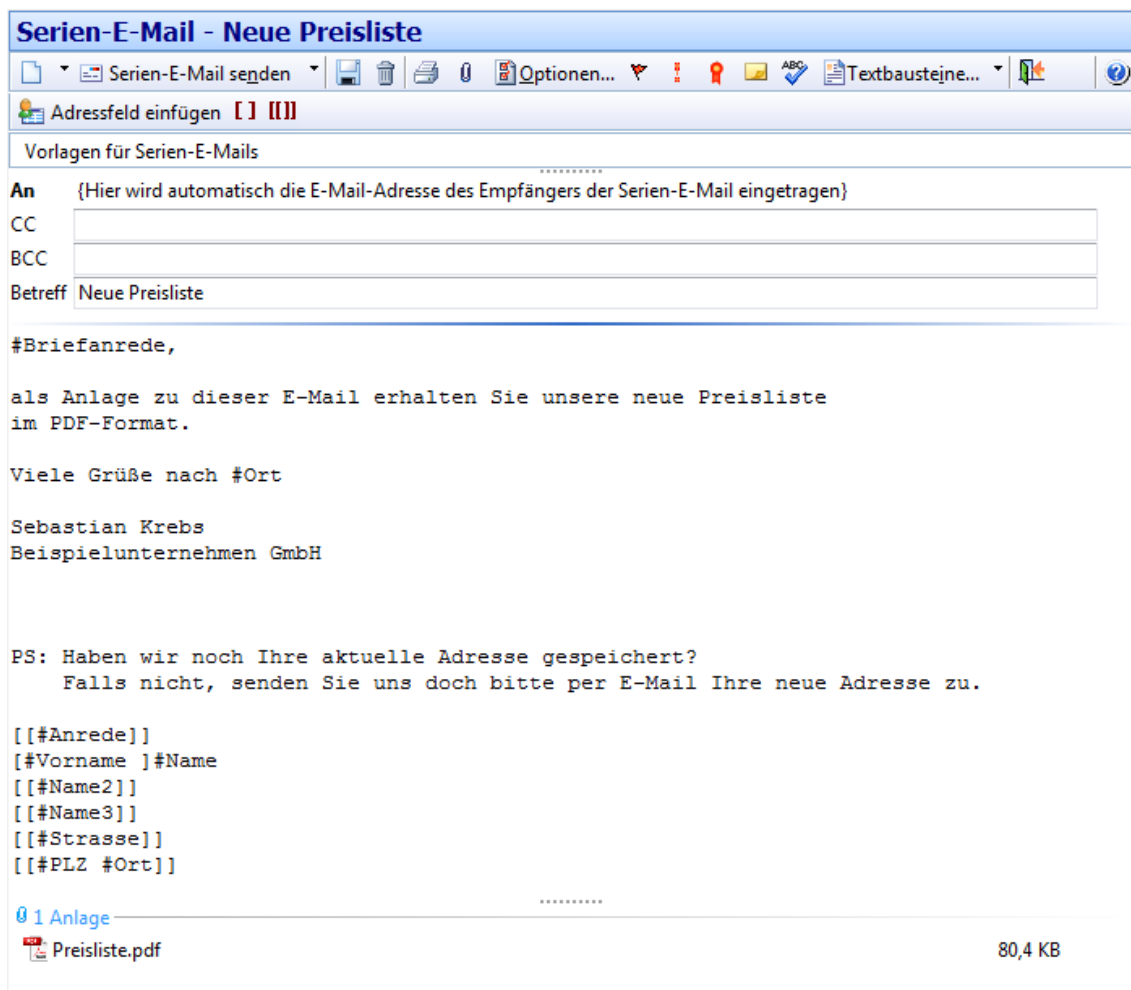 Serien-E-Mail - Neue Preisliste
Serien-E-Mail senden Optionen... ABC Textbausteine... ?
Adressfeld einfügen [ ] [[]]
Vorlagen für Serien-E-Mails
An {Hier wird automatisch die E-Mail-Adresse des Empfängers der Serien-E-Mail eingetragen}
CC
BCC
Betreff Neue Preisliste
#Briefanrede,
als Anlage zu dieser E-Mail erhalten Sie unsere neue Preisliste
im PDF-Format.
Viele Grüße nach #Ort
Sebastian Krebs
Beispielunternehmen GmbH
PS: Haben wir noch Ihre aktuelle Adresse gespeichert?
Falls nicht, senden Sie uns doch bitte per E-Mail Ihre neue Adresse zu.
[[#Anrede]]
[#Vorname ]#Name
[[#Name2]]
[[#Name3]]
[[#Strasse]]
[[#PLZ #Ort]]
1 Anlage
Preisliste.pdf 80,4 KB